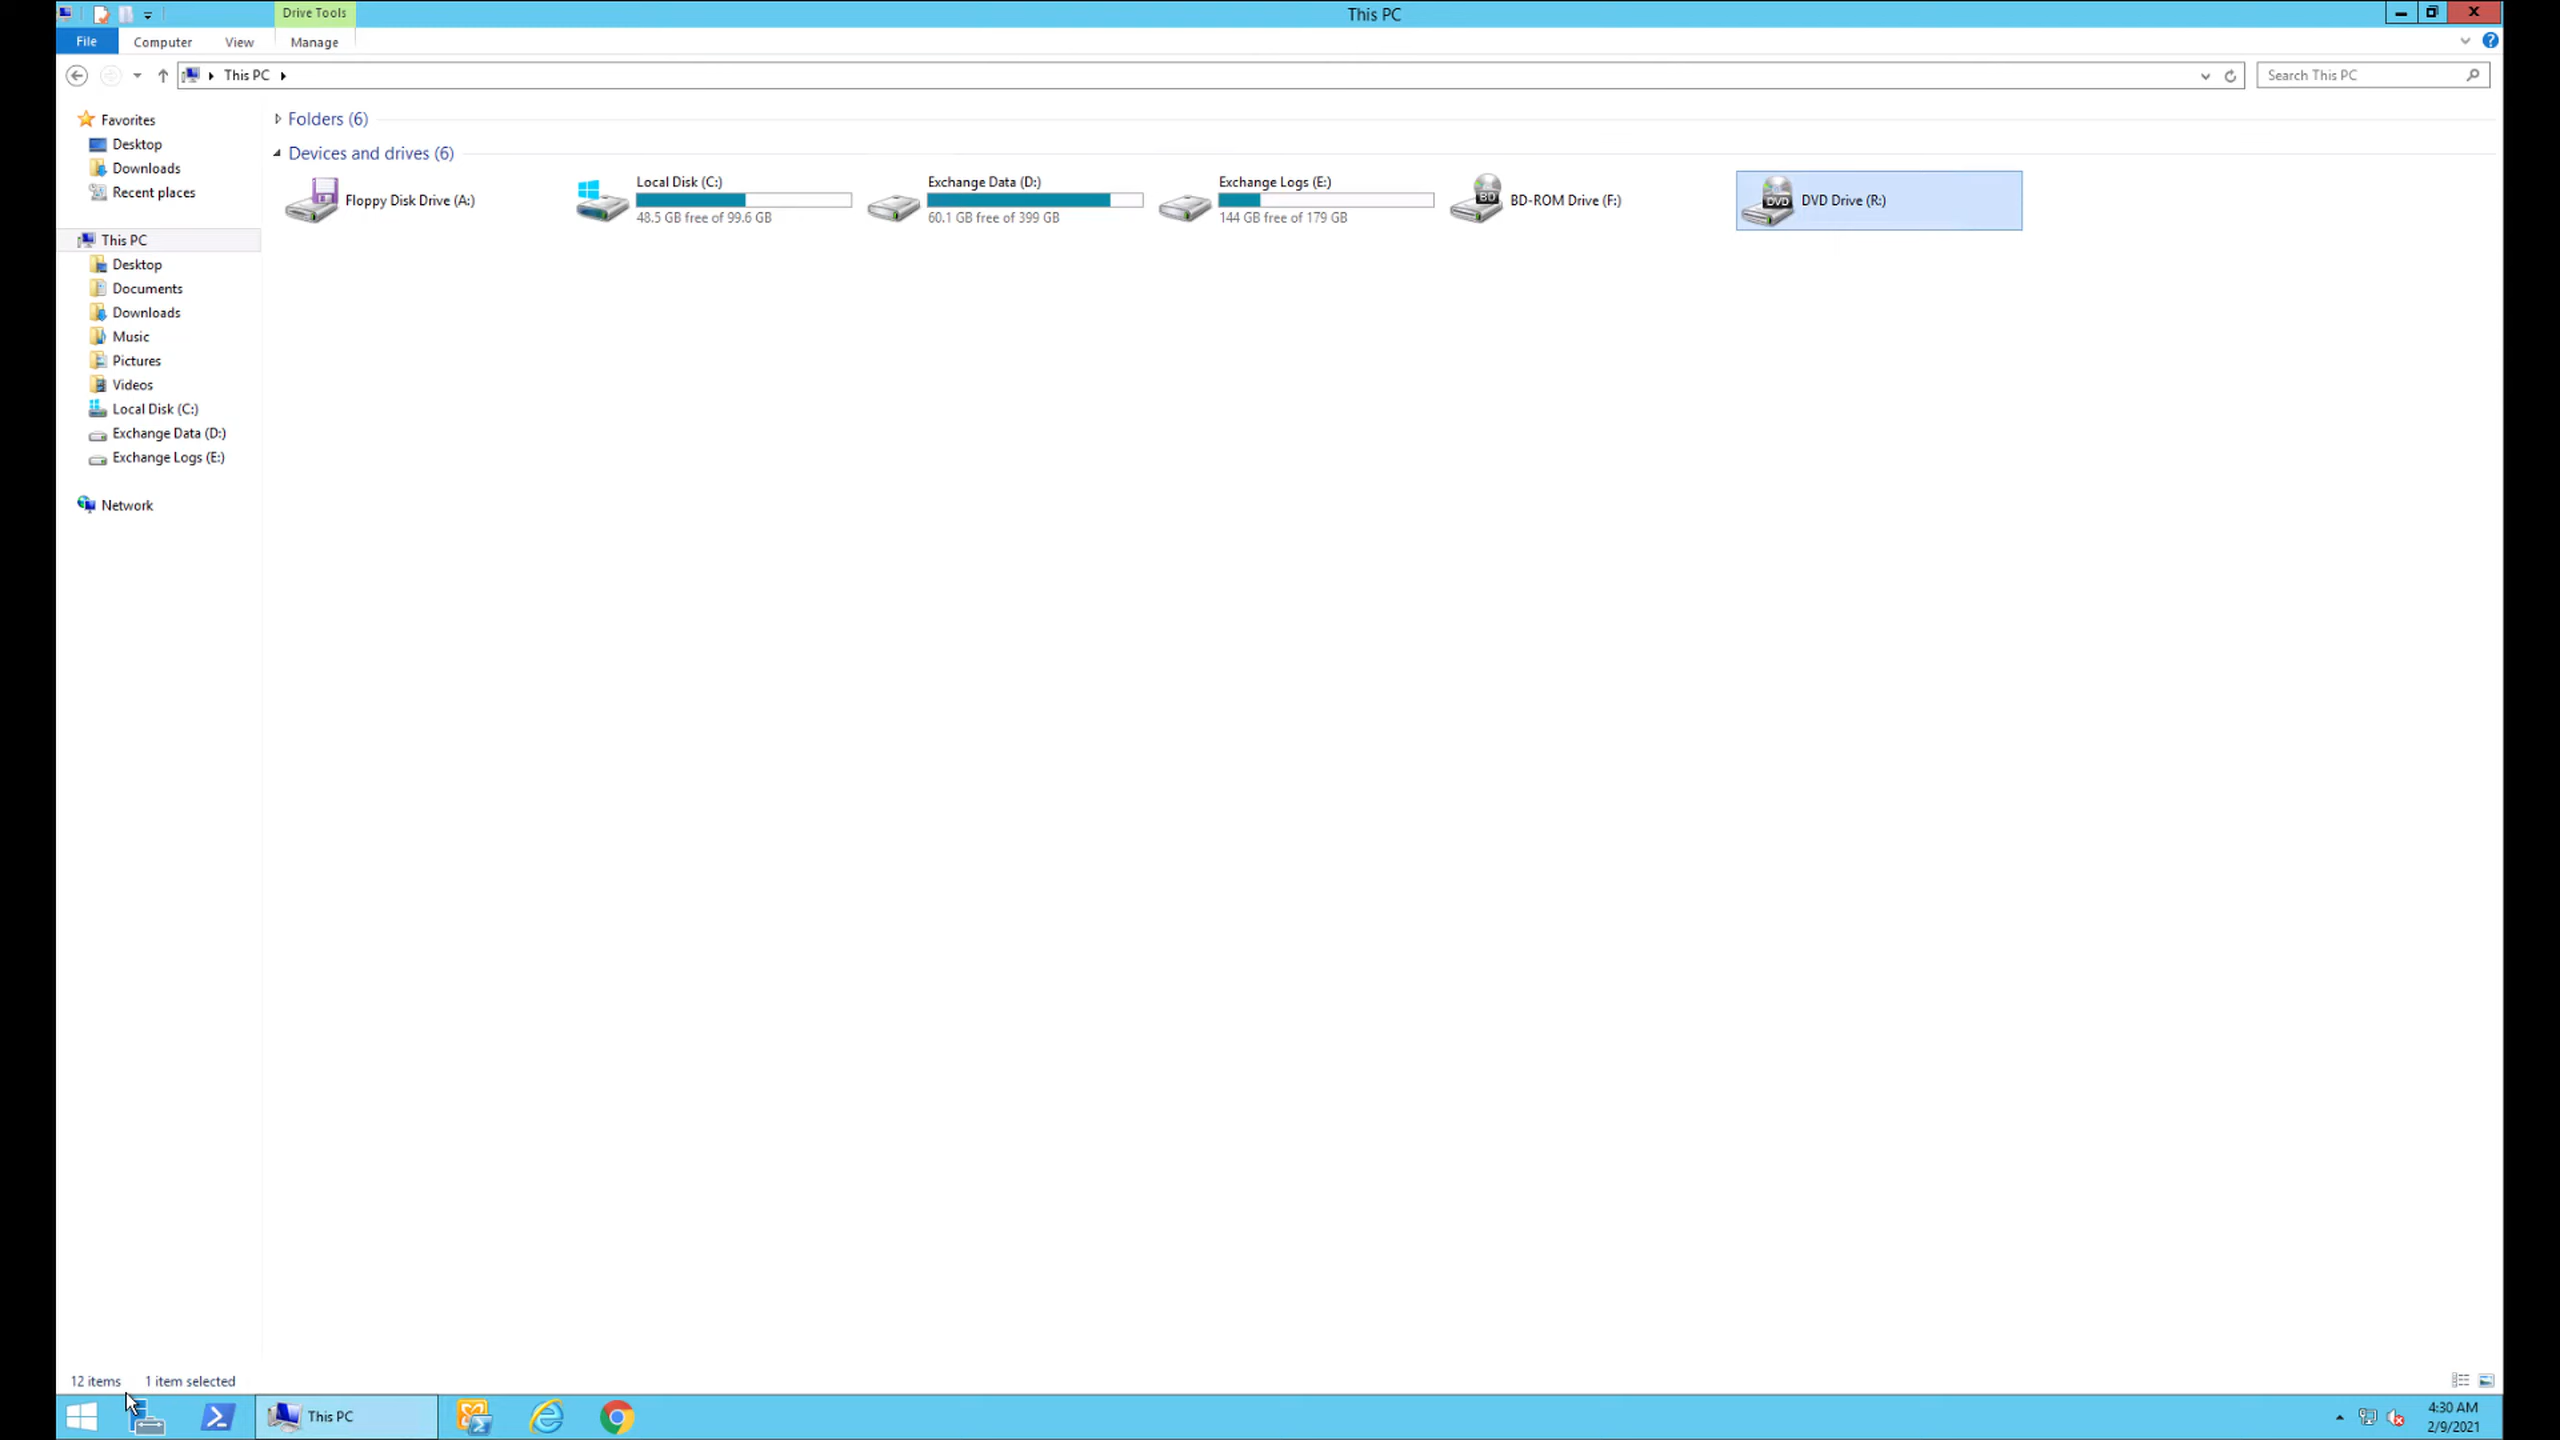 Drive Tools
This PC
File
Computer
View
Manage
This PC
Search This PC
Favorites
Desktop
Downloads
Recent places
This PC
Desktop
Documents
Downloads
Music
Pictures
Videos
Local Disk (C:)
Exchange Data (D:)
Exchange Logs (E:)
Network
Folders (6)
Devices and drives (6)
Floppy Disk Drive (A:)
Local Disk (C:)
48.5 GB free of 99.6 GB
Exchange Data (D:)
60.1 GB free of 399 GB
Exchange Logs (E:)
144 GB free of 179 GB
BD
BD-ROM Drive (F:)
DVD
DVD Drive (R:)
12 items
1 item selected
This PC
4:30 AM
2/9/2021